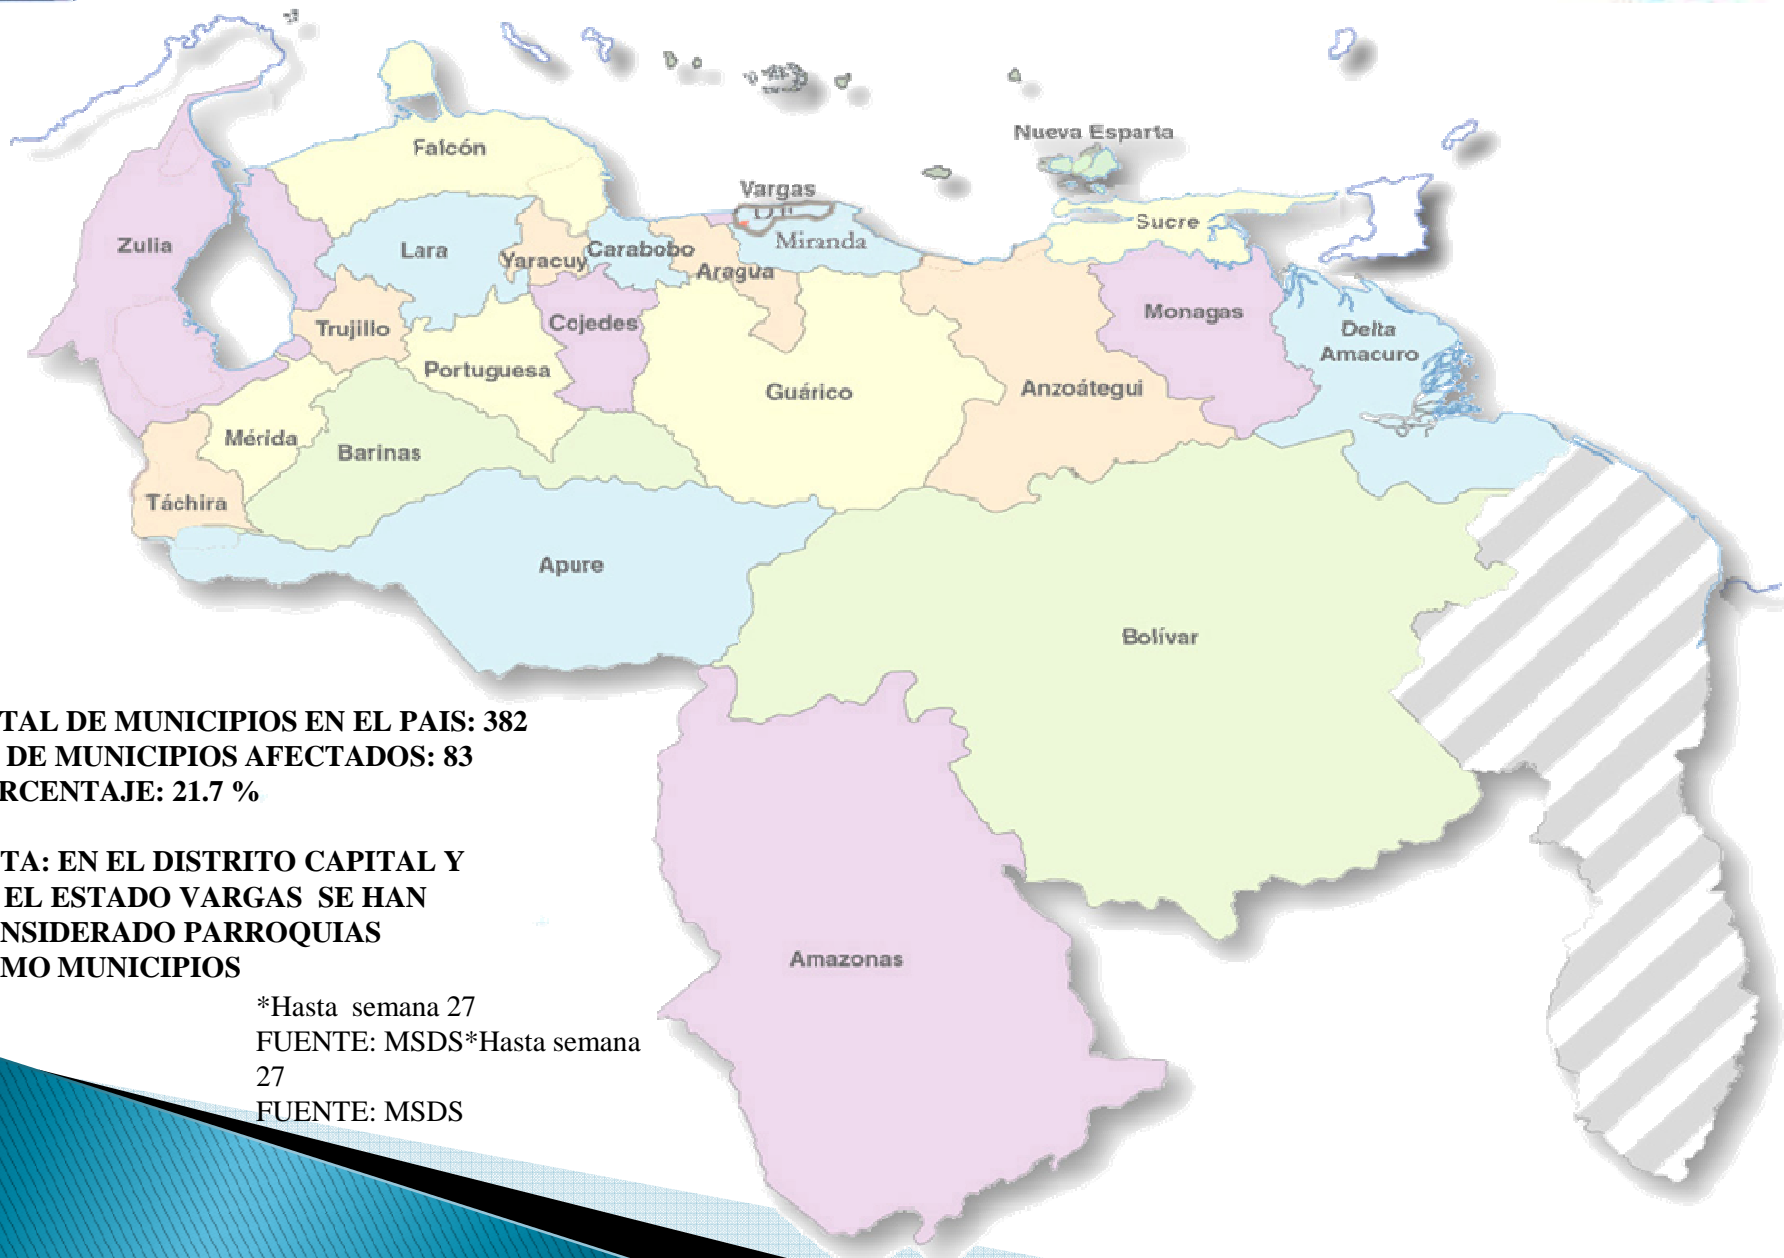 Nueva Esparta
Falcón
Vargas
Sucre
Zulia
Lara
Yaracuy
Carabobo
Miranda
Aragua
Monagas
Trujillo
Cojedes
Delta
Amacuro
Portuguesa
Guárico
Anzoátegui
Mérida
Barinas
Táchira
Apure
Bolívar
Amazonas
TAL DE MUNICIPIOS EN EL PAIS: 382
DE MUNICIPIOS AFECTADOS: 83
RCENTAJE: 21.7 %
TA: EN EL DISTRITO CAPITAL Y
EL ESTADO VARGAS SE HAN
NSIDERADO PARROQUIAS
MO MUNICIPIOS
*Hasta semana 27
FUENTE: MSDS*Hasta semana
27
FUENTE: MSDS